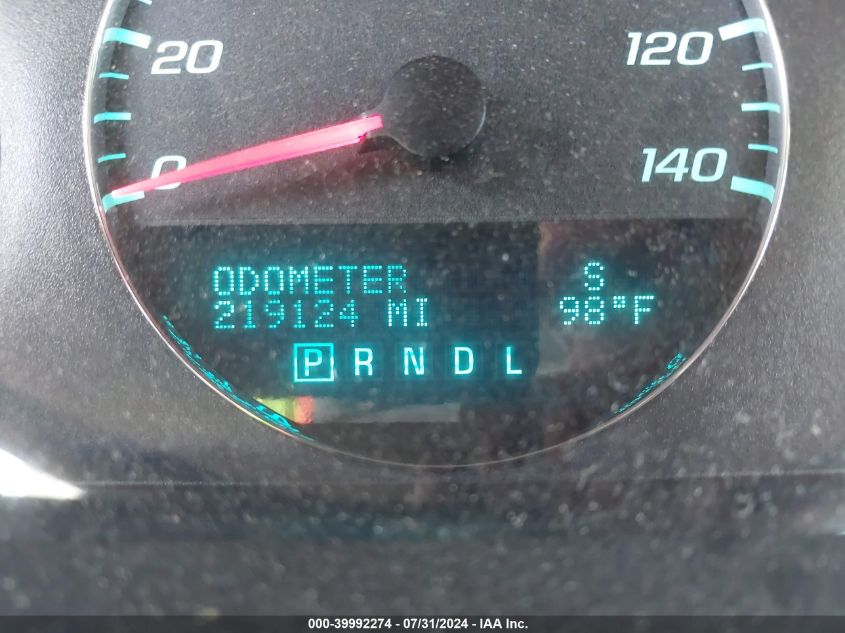 20 120
0 140
ODOMETER S
219124 MI 98°F
P R N D L
000-39992274 - 07/31/2024 - IAA Inc.